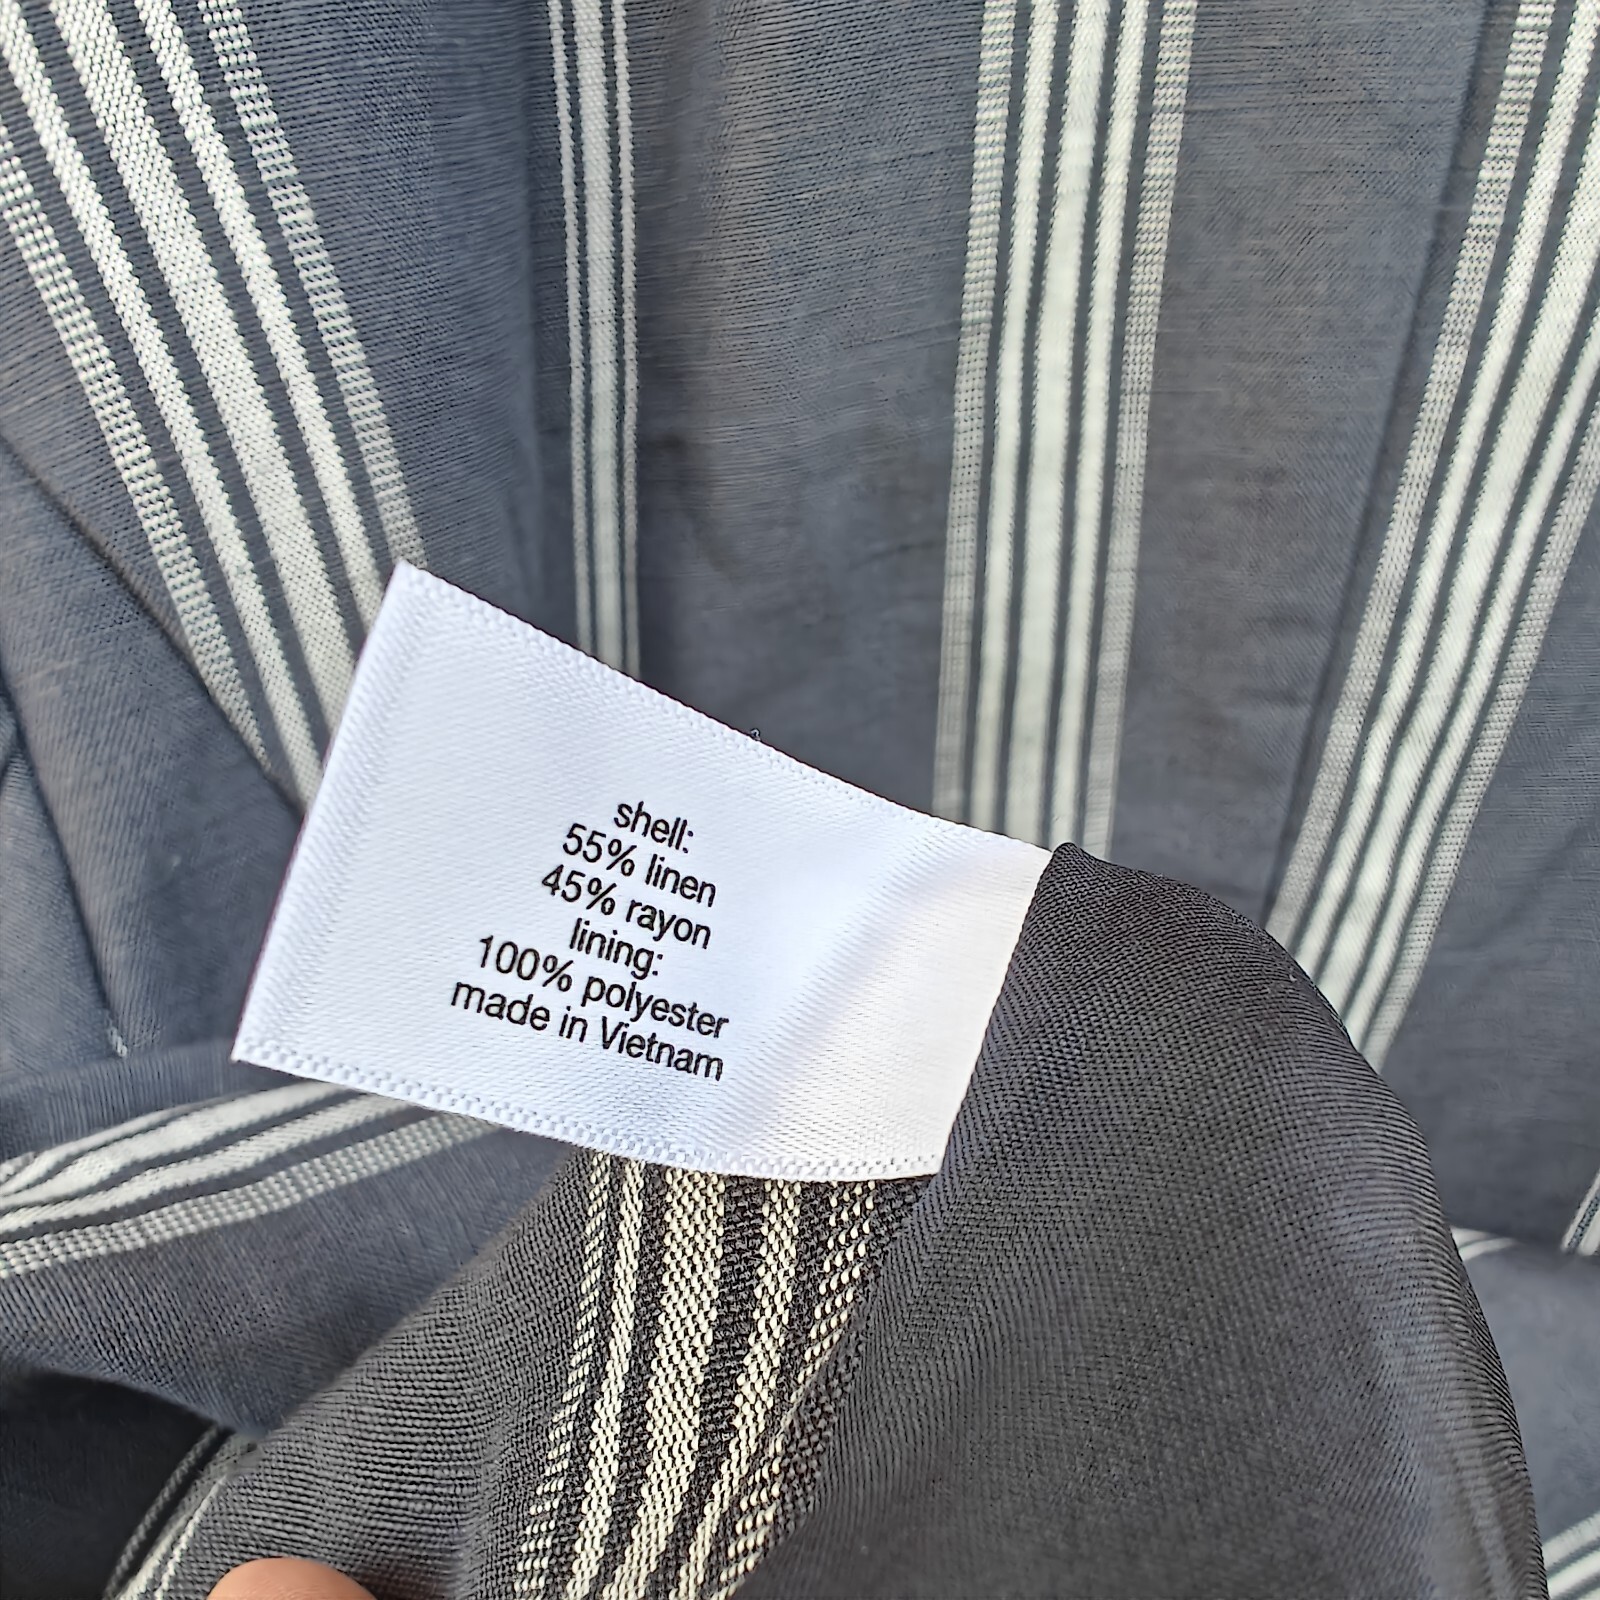 shell:
55% linen
45% rayon
lining:
100% polyester
made in Vietnam